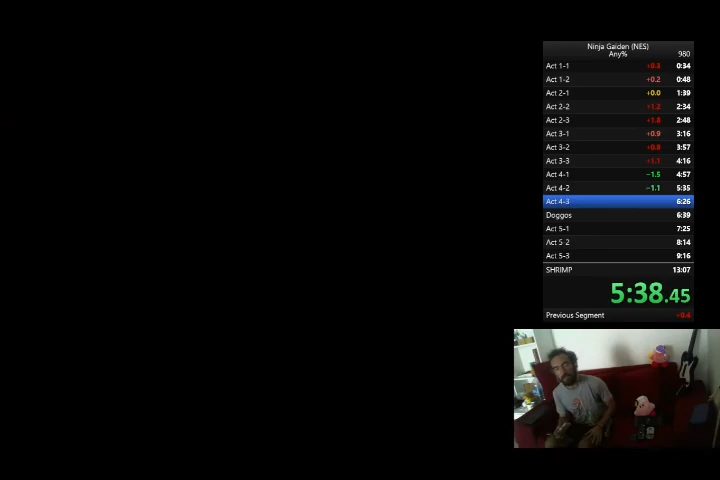 Ninja Gaiden (NES)
Any% 980
Act 1-1 +0.3 0:34
Act 1-2 +0.2 0:48
Act 2-1 +0.0 1:39
Act 2-2 +1.2 2:34
Act 2-3 +1.8 2:48
Act 3-1 +0.9 3:16
Act 3-2 +0.8 3:57
Act 3-3 +1.1 4:16
Act 4-1 −1.5 4:57
Act 4-2 −1.1 5:35
Act 4-3 6:26
Doggos 6:39
Act 5-1 7:25
Act 5-2 8:14
Act 5-3 9:16
SHRIMP 13:07
5:38.45
Previous Segment +0.4